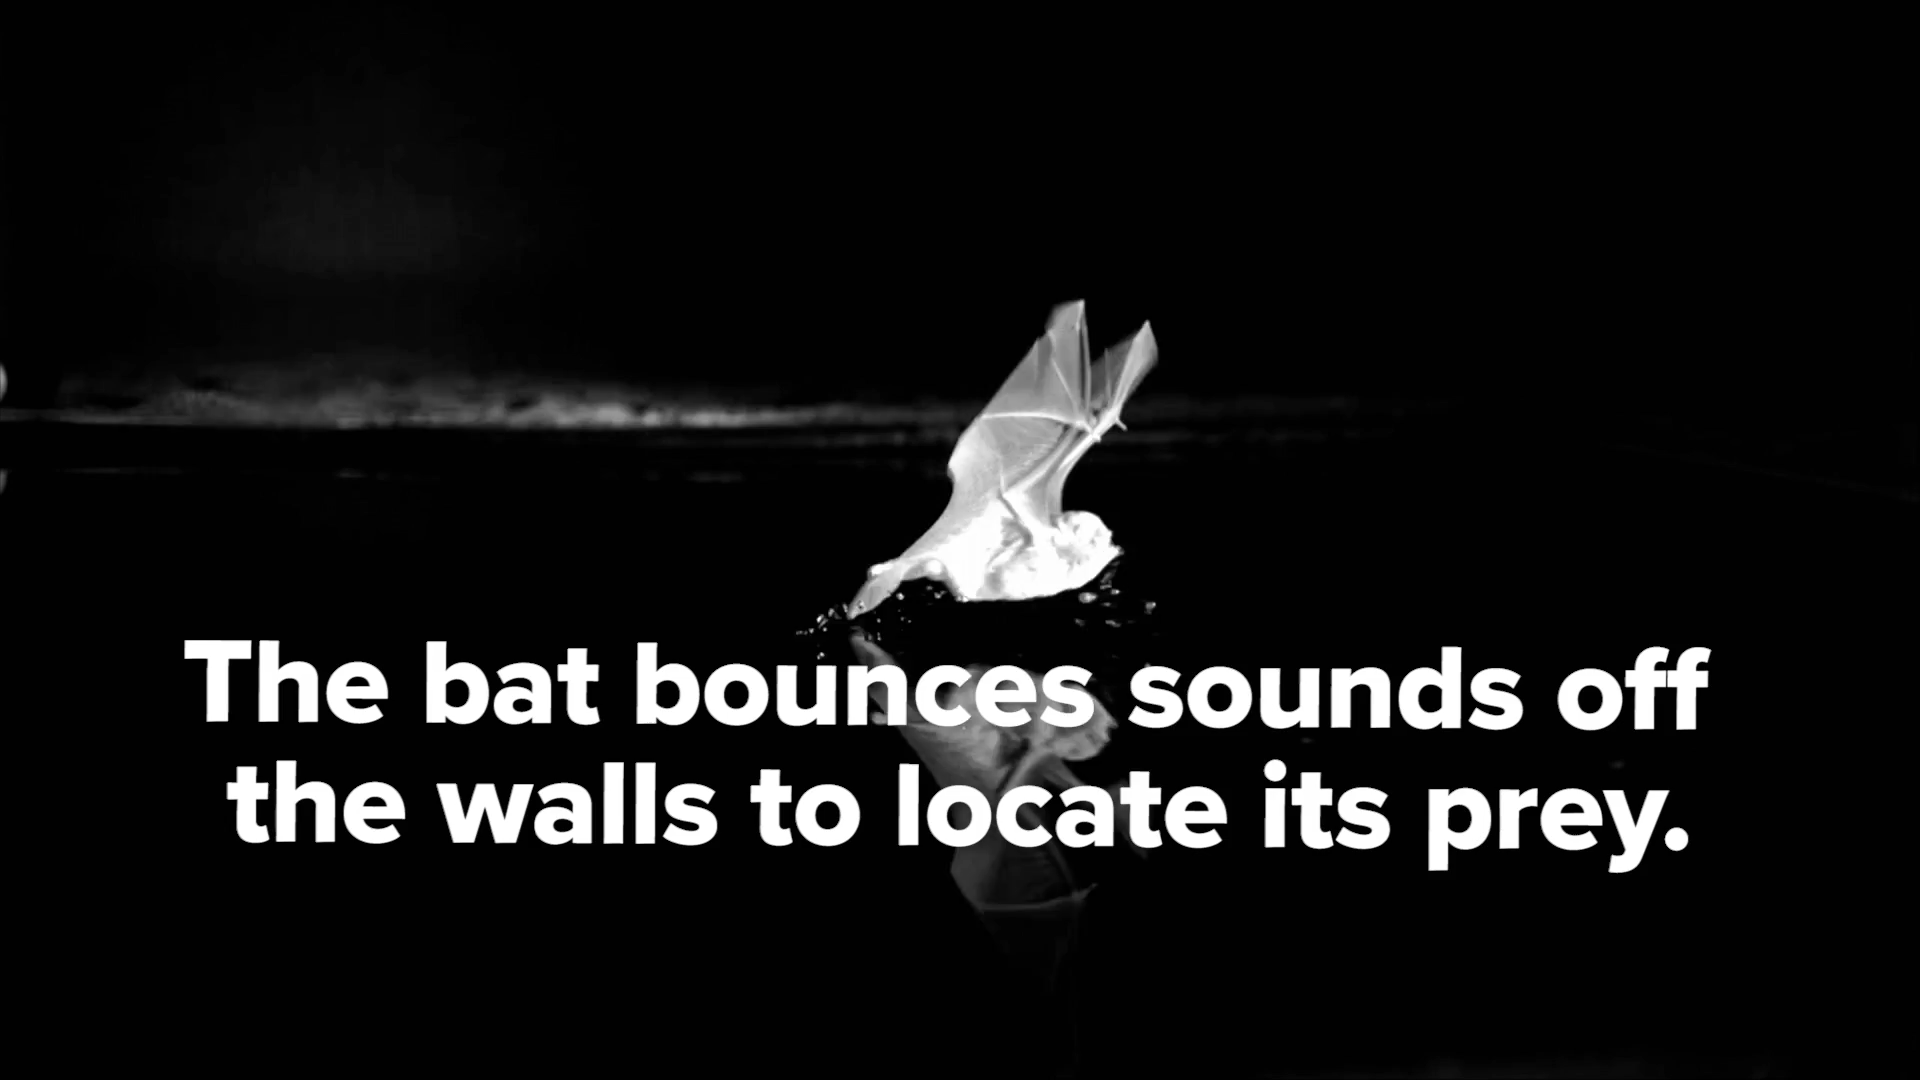 The bat bounces sounds off
the walls to locate its prey.